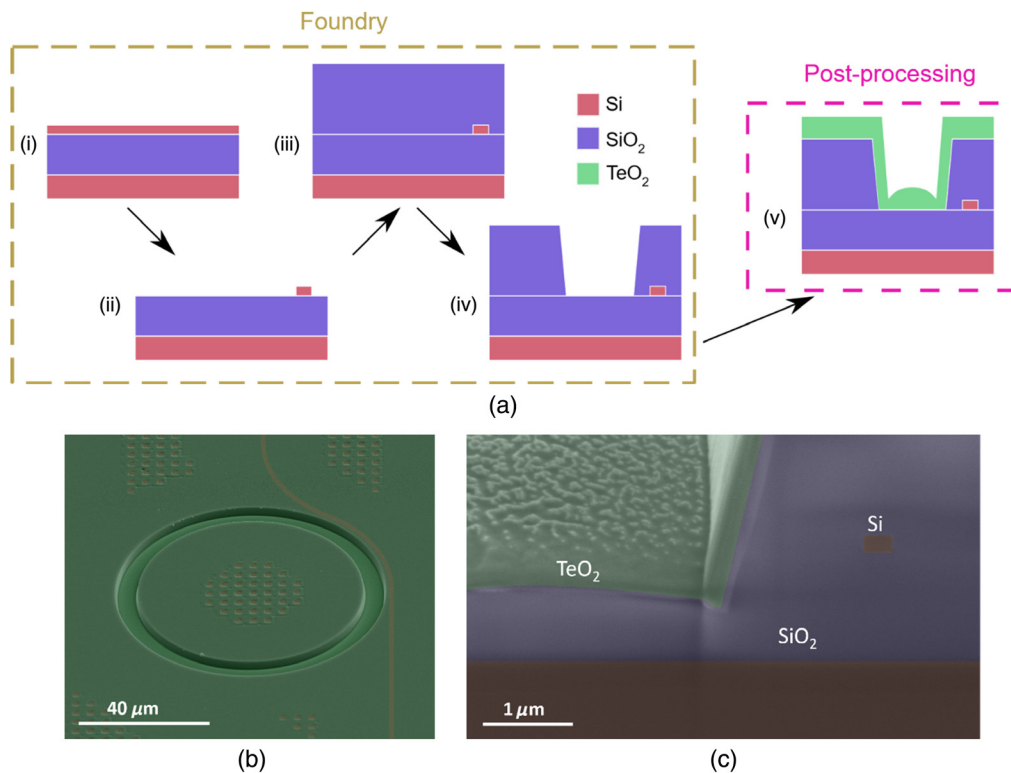 Foundry
Post-processing
Si
SiO2
TeO2
(i)
(iii)
(v)
(ii)
(iv)
(a)
Si
TeO2
SiO2
40 μm
1 μm
(b)
(c)